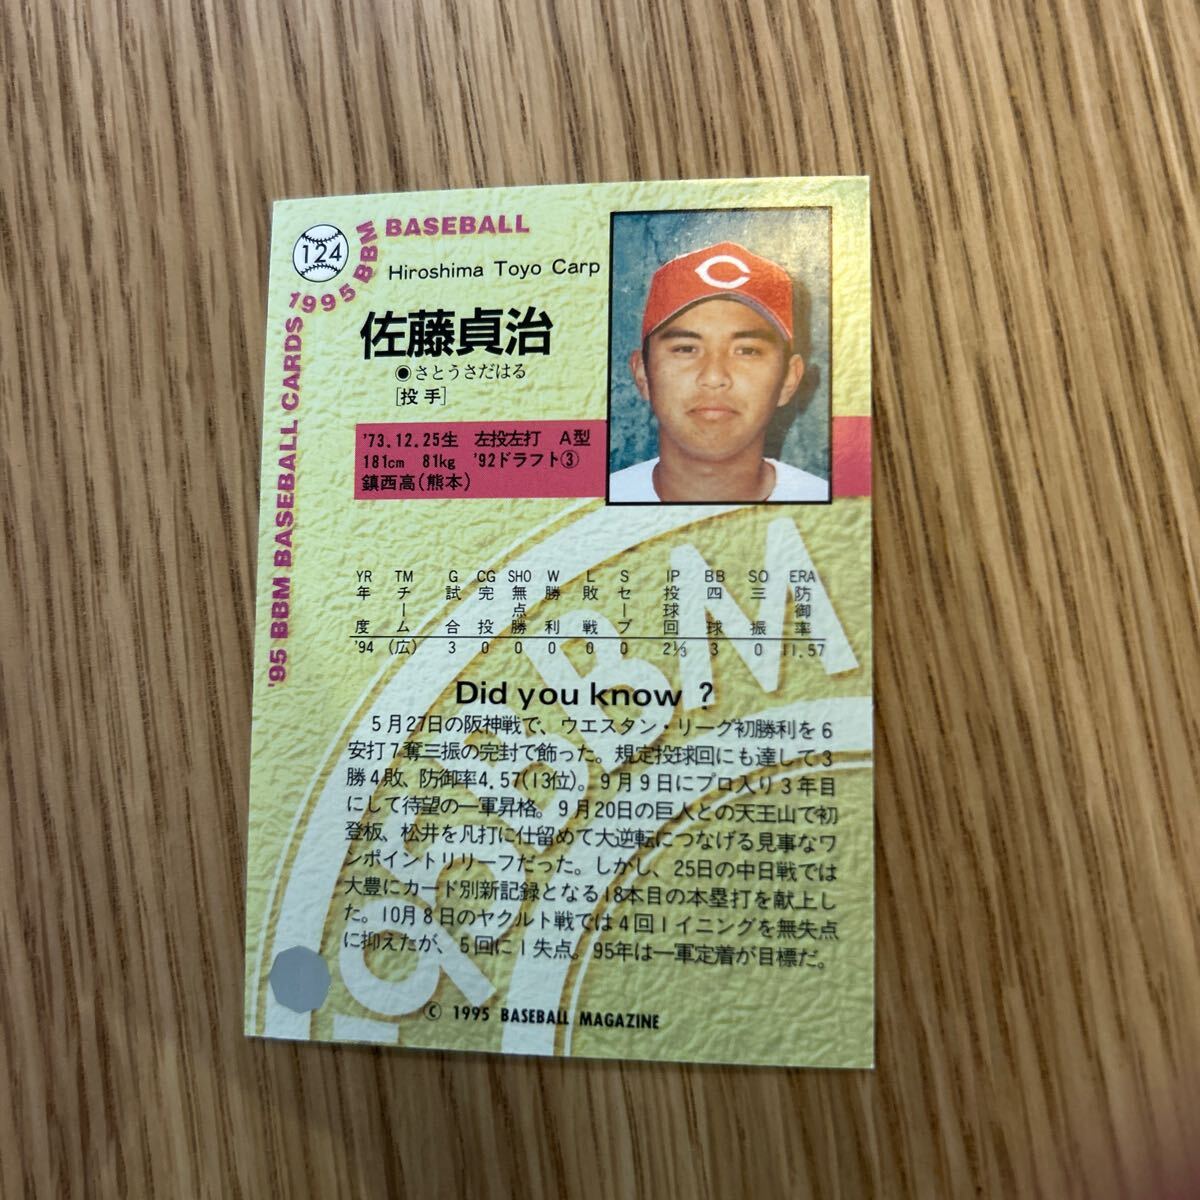 124
1995 BBM BASEBALL
'95 BBM BASEBALL CARDS
Hiroshima Toyo Carp
佐藤貞治
●さとうさだはる
[投手]
'73.12.25生 左投左打 A型
181cm 81kg '92ドラフト③
鎮西高(熊本)
C
YR TM G CG SHO W L S IP BB SO ERA
年度 チーム 試合 完投 無点勝 勝利 敗戦 セーブ 投球回 四球 三振 防御率
'94 (広) 3 0 0 0 0 0 2⅓ 3 0 11.57
Did you know ?
5月27日の阪神戦で、ウエスタン・リーグ初勝利を6
安打7奪三振の完封で飾った。規定投球回にも達して3
勝4敗、防御率4.57(13位)。9月9日にプロ入り3年目
にして待望の一軍昇格。9月20日の巨人との天王山で初
登板、松井を凡打に仕留めて大逆転につなげる見事なワ
ンポイントリリーフだった。しかし、25日の中日戦では
大豊にカード別新記録となる18本目の本塁打を献上し
た。10月8日のヤクルト戦では4回1イニングを無失点
に抑えたが、5回に1失点。95年は一軍定着が目標だ。
© 1995 BASEBALL MAGAZINE